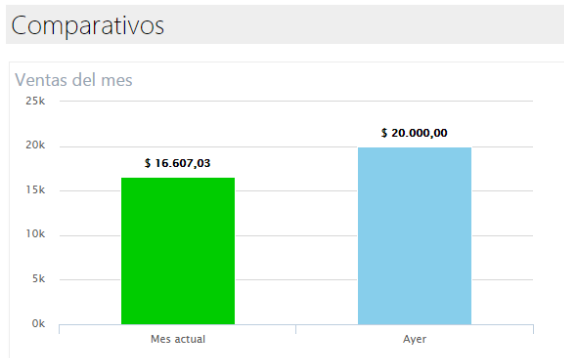 Comparativos
Ventas del mes
25k
20k
15k
10k
5k
0k
$ 16.607,03
$ 20.000,00
Mes actual
Ayer